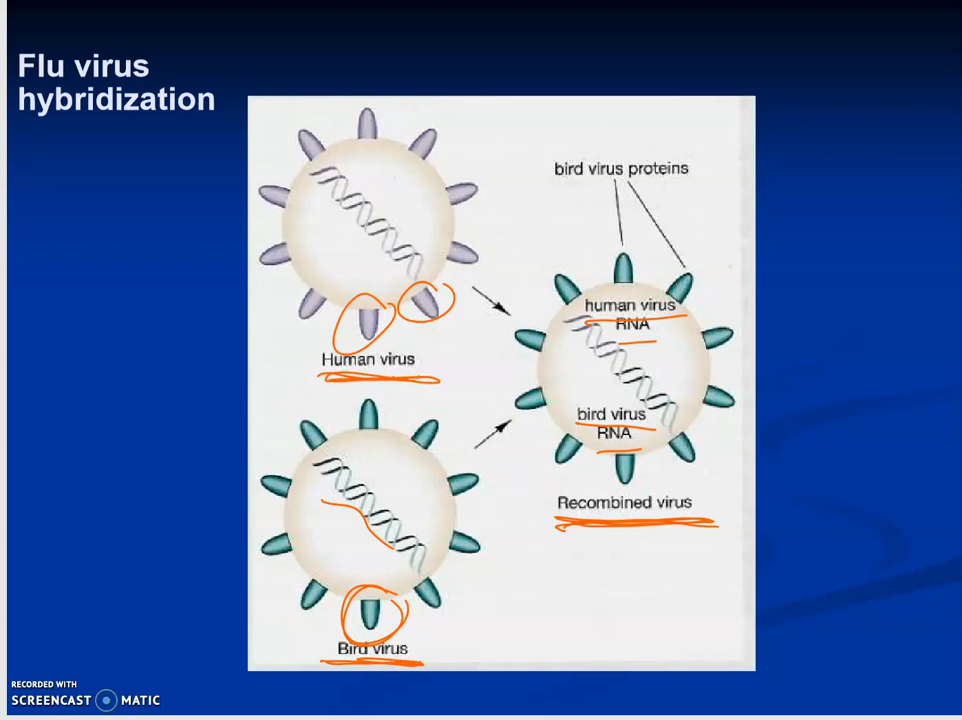 Flu virus
hybridization
bird virus proteins
human virus
RNA
Human virus
bird virus
RNA
Recombined virus
Bird virus
RECORDED WITH
SCREENCAST MATIC